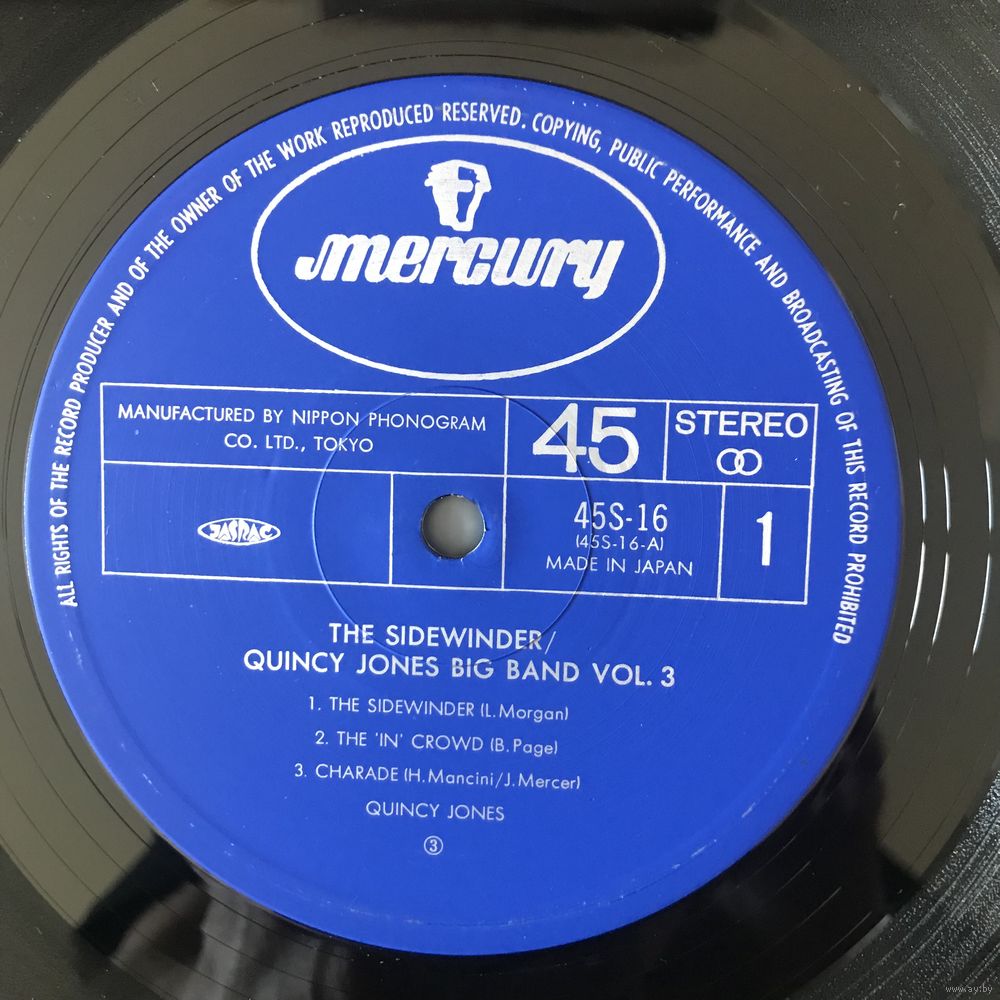 ALL RIGHTS OF THE RECORD PRODUCER AND OF THE OWNER OF THE WORK REPRODUCED RESERVED. COPYING, PUBLIC PERFORMANCE AND BROADCASTING OF THIS RECORD PROHIBITED
mercury
MANUFACTURED BY NIPPON PHONOGRAM
CO. LTD., TOKYO
45
STEREO
JASRAC
45S-16
(45S-16-A)
MADE IN JAPAN
1
THE SIDEWINDER/
QUINCY JONES BIG BAND VOL. 3
1. THE SIDEWINDER (L. Morgan)
2. THE 'IN' CROWD (B. Page)
3. CHARADE (H. Mancini/J. Mercer)
QUINCY JONES
③
www.ay.by